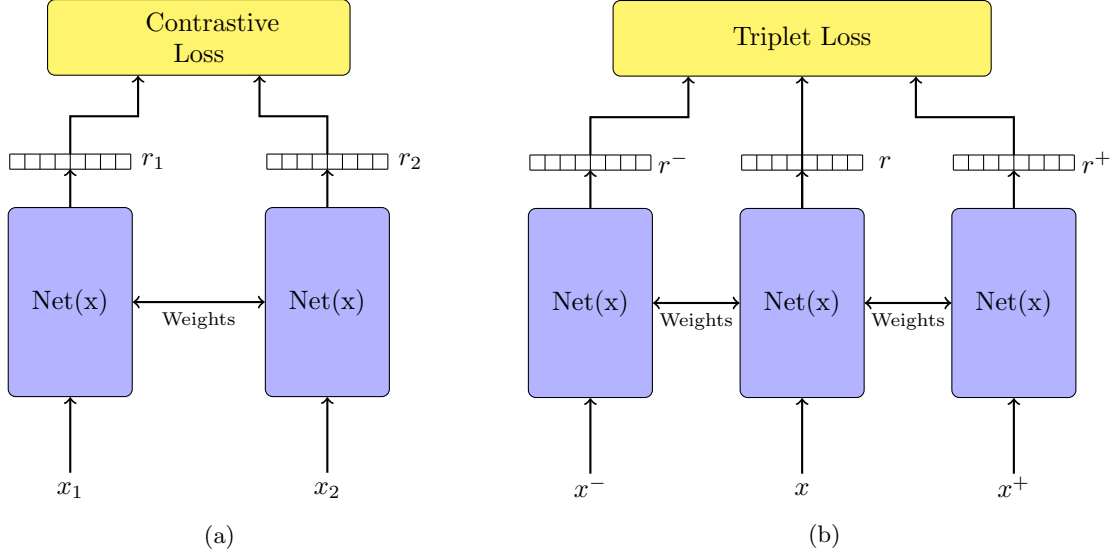 Contrastive
Loss
Triplet Loss
r₁
r₂
r⁻
r
r⁺
Net(x)
Net(x)
Net(x)
Net(x)
Net(x)
Weights
Weights
Weights
x₁
x₂
x⁻
x
x⁺
(a)
(b)